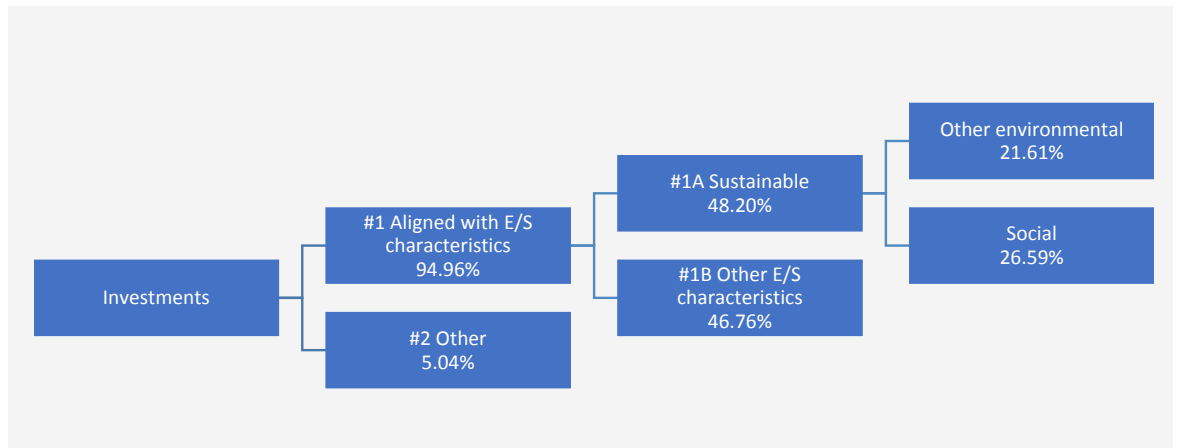 Investments
#1 Aligned with E/S
characteristics
94.96%
#2 Other
5.04%
#1A Sustainable
48.20%
#1B Other E/S
characteristics
46.76%
Other environmental
21.61%
Social
26.59%